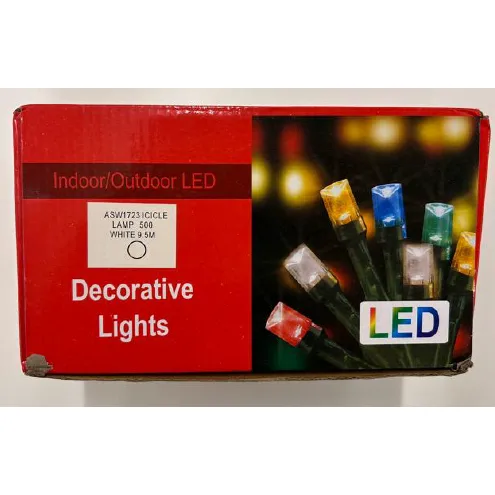 Indoor/Outdoor LED
ASW1723 ICICLE
LAMP 500
WHITE 9.5M
Decorative
Lights
LED